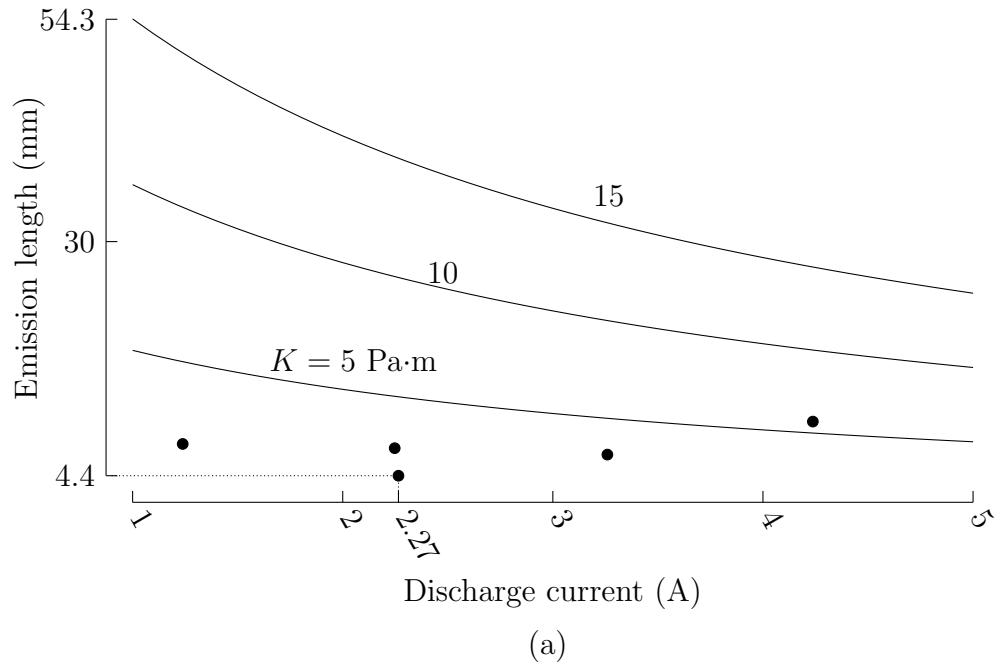 54.3
15
30
10
K = 5 Pa·m
4.4
1
2
2.27
3
4
5
Emission length (mm)
Discharge current (A)
(a)